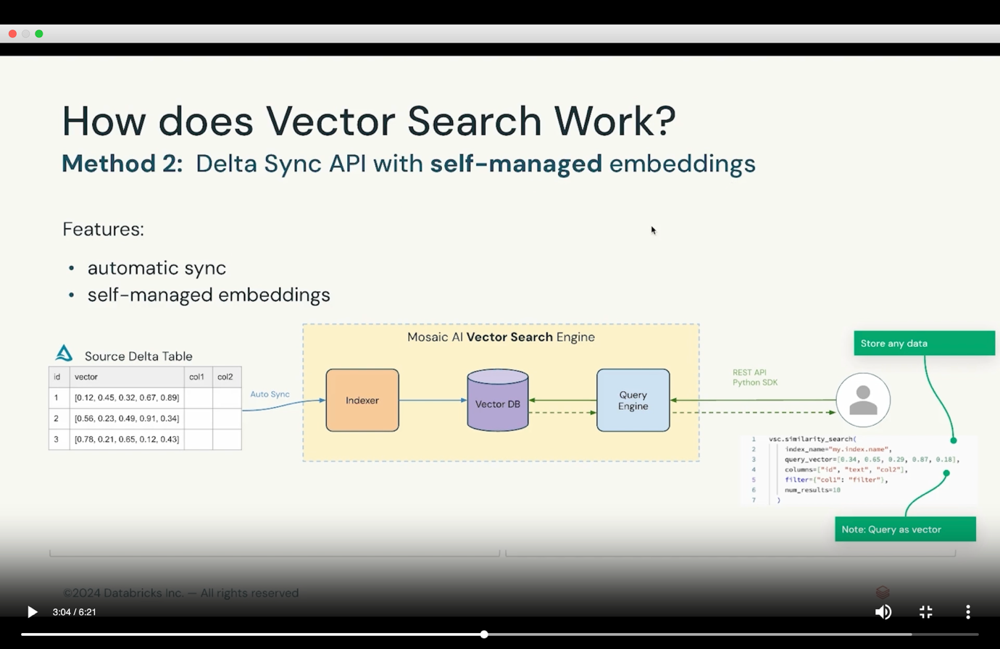 How does Vector Search Work?
Method 2: Delta Sync API with self-managed embeddings
Features:
• automatic sync
• self-managed embeddings
Source Delta Table
id vector col1 col2
1 [0.12, 0.45, 0.32, 0.67, 0.89]
2 [0.56, 0.23, 0.49, 0.91, 0.34]
3 [0.78, 0.21, 0.65, 0.12, 0.43]
Auto Sync
Mosaic AI Vector Search Engine
Indexer
Vector DB
Query
Engine
REST API
Python SDK
Store any data
1 vsc.similarity_search(
2 index_name="my.index.name",
3 query_vector=[0.34, 0.65, 0.29, 0.87, 0.18],
4 columns=["id", "text", "col2"],
5 filter={"col1": "filter"},
6 num_results=10
7 )
Note: Query as vector
©2024 Databricks Inc. — All rights reserved
3:04 / 6:21